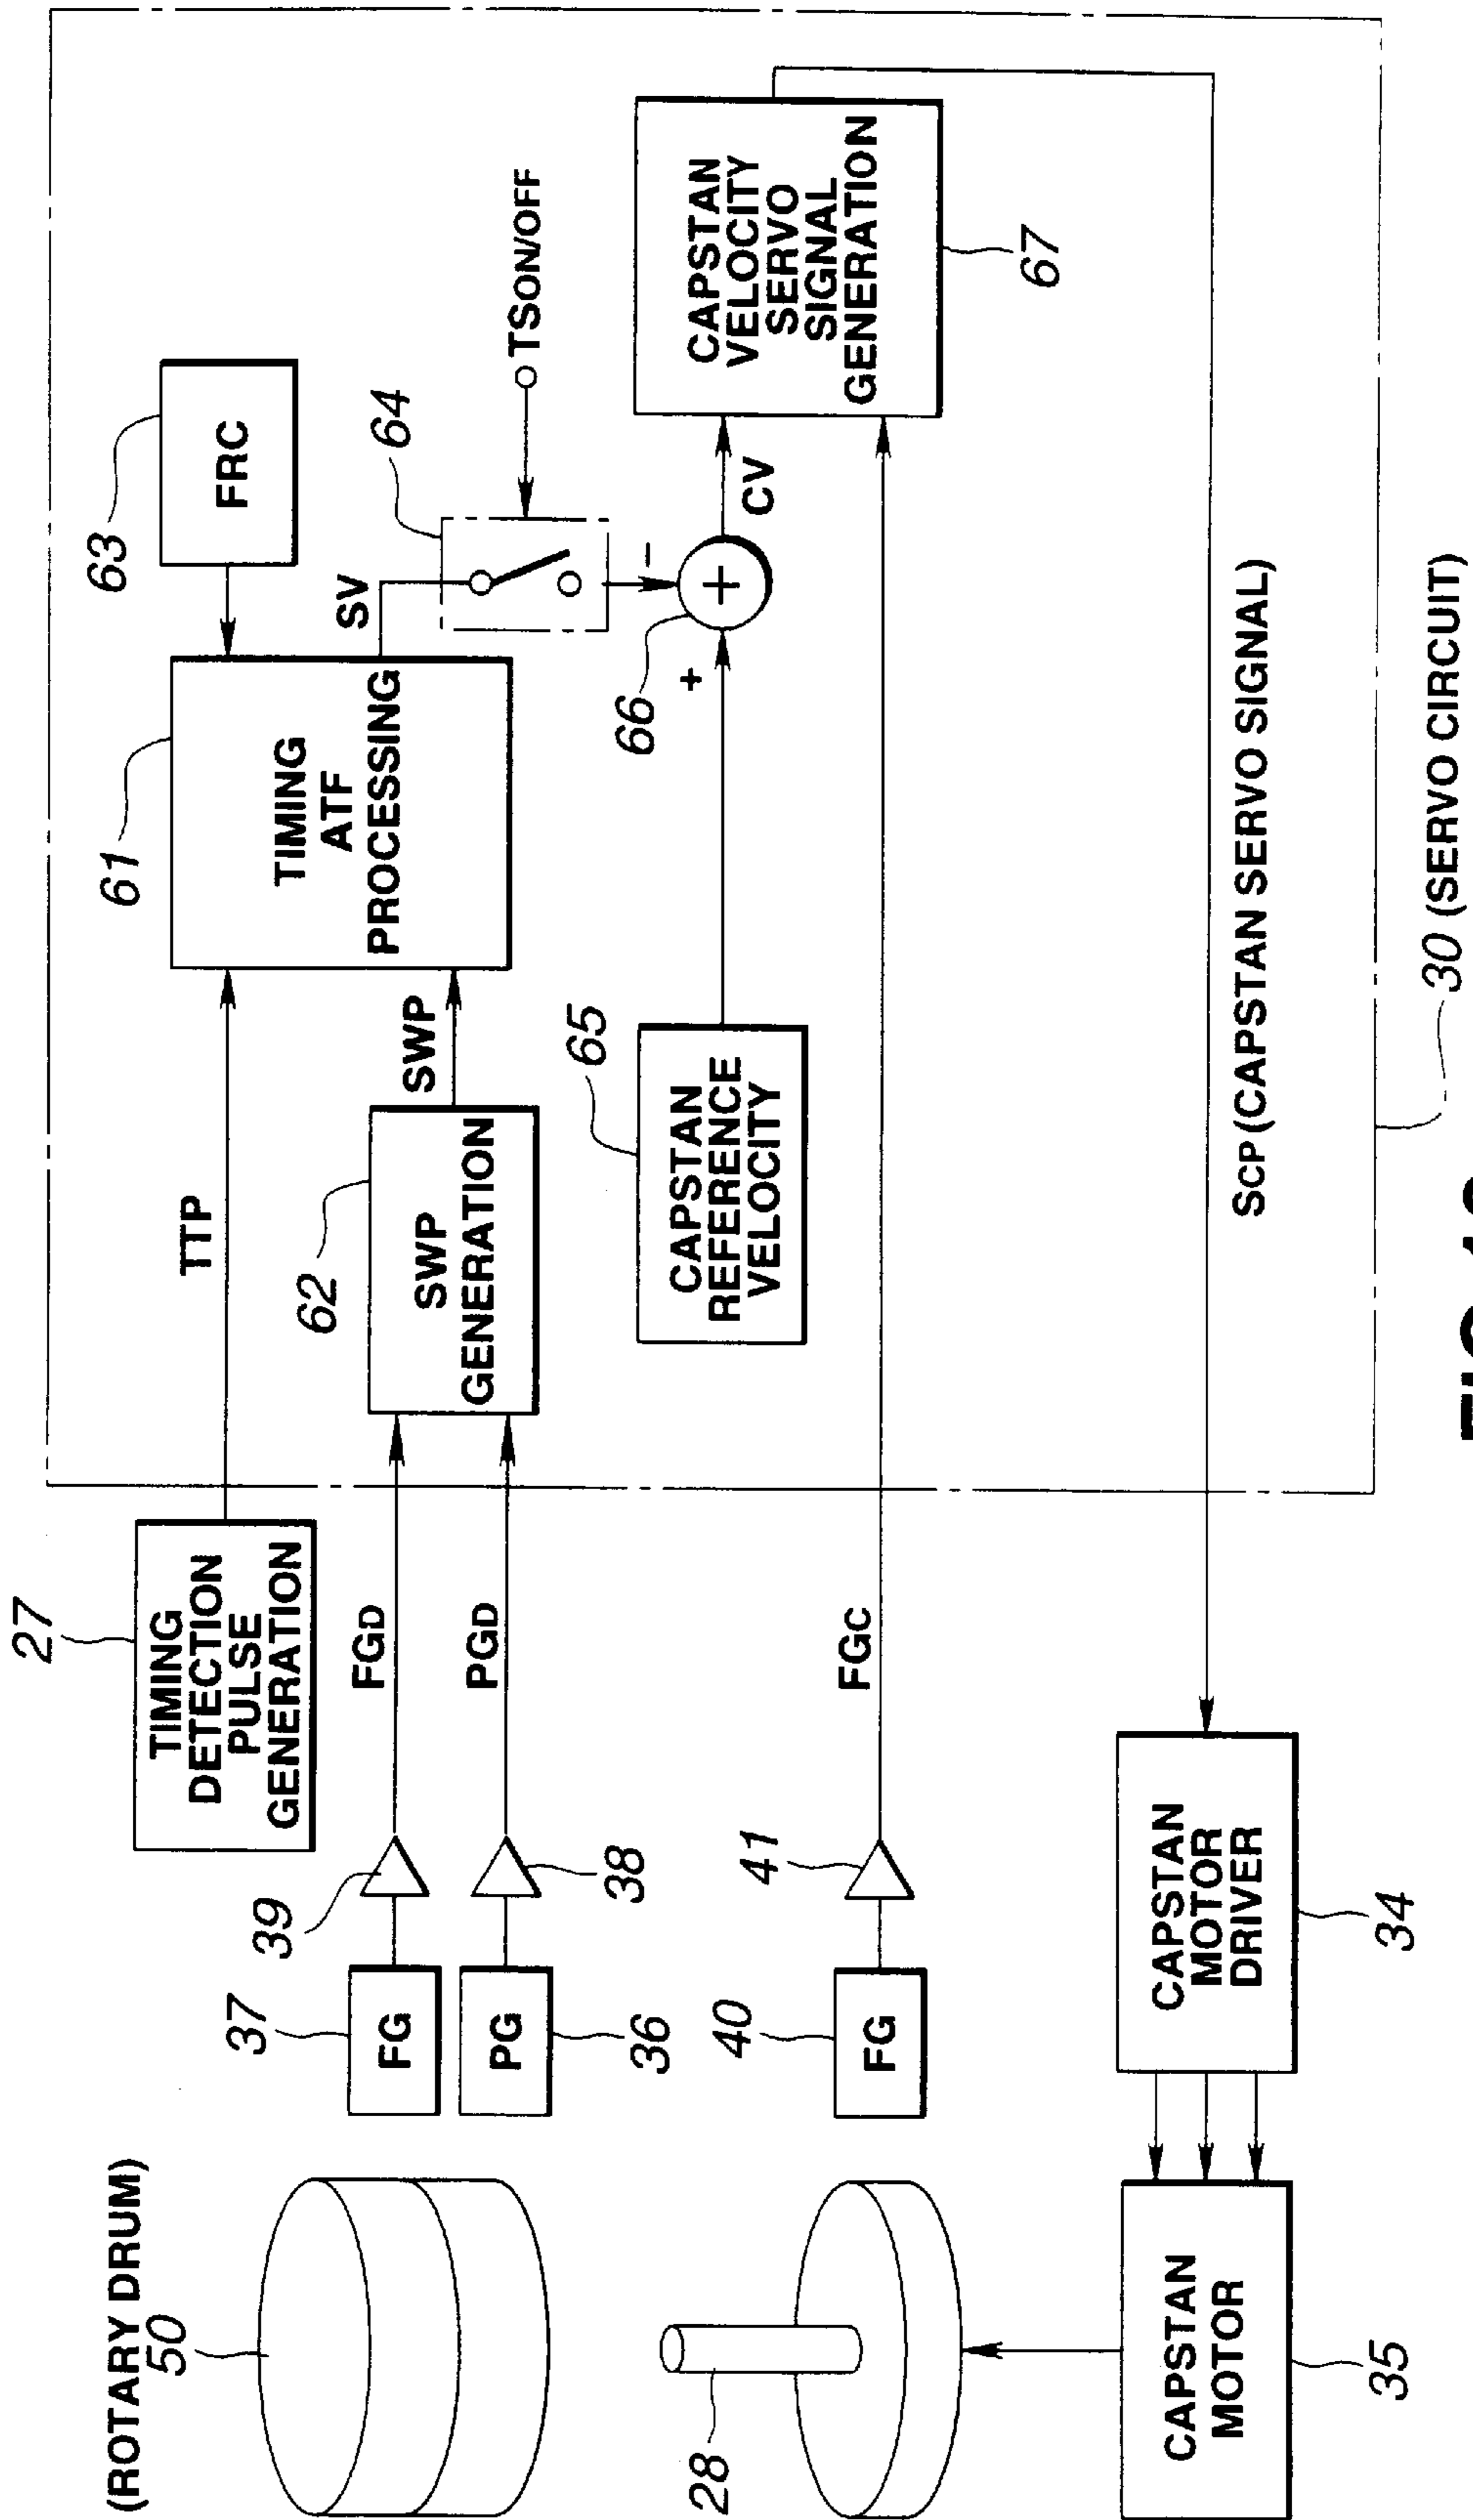 (ROTARY DRUM)
50
28
CAPSTAN
MOTOR
35
37
FG
PG
36
40
FG
CAPSTAN
MOTOR
DRIVER
34
39
38
41
27
TIMING
DETECTION
PULSE
GENERATION
FGD
PGD
FGC
TTP
62
SWP
GENERATION
SWP
65
CAPSTAN
REFERENCE
VELOCITY
61
TIMING
ATF
PROCESSING
63
FRC
SV
64
TSON/OFF
66
+
-
+
CV
CAPSTAN
VELOCITY
SERVO
SIGNAL
GENERATION
67
SCP (CAPSTAN SERVO SIGNAL)
30 (SERVO CIRCUIT)